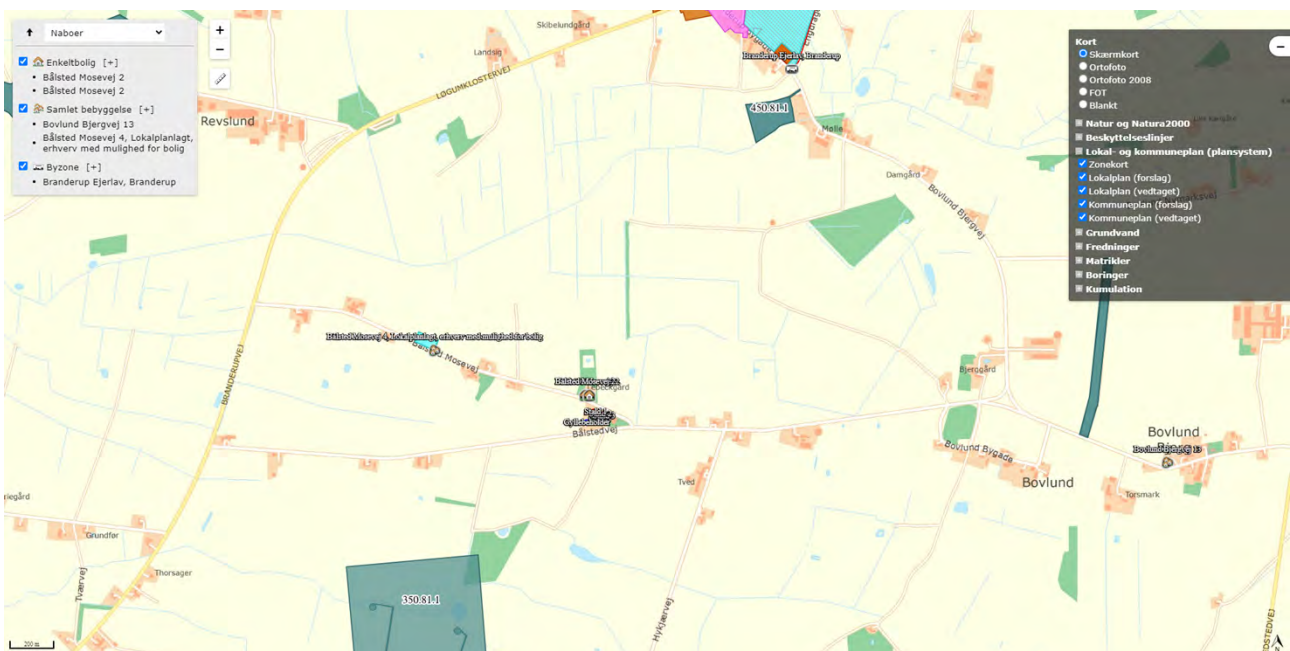 Naboer
Enkeltbolig [+]
Bålsted Mosevej 2
Bålsted Mosevej 2
Samlet bebyggelse [+]
Bovlund Bjergvej 13
Bålsted Mosevej 4, Lokalplanlagt,
erhverv med mulighed for bolig
Byzone [+]
Branderup Ejerlav, Branderup
+
−
Kort
Skærmkort
Ortofoto
Ortofoto 2008
FOT
Blankt
Natur og Natura2000
Beskyttelseslinjer
Lokal- og kommuneplan (plansystem)
Zonekort
Lokalplan (forslag)
Lokalplan (vedtaget)
Kommuneplan (forslag)
Kommuneplan (vedtaget)
Grundvand
Fredninger
Matrikler
Boringer
Kumulation
−
Skibelundgård
Landsig
LØGUMKLOSTERVEJ
Revslund
Branderup Ejerlav, Branderup
450.81.1
Mølle
Damgård
Bovlund Bjergvej
BRANDERUPVEJ
Bålsted Mosevej 4, Lokalplanlagt, erhverv med mulighed for bolig
Bålsted Mosevej
Stald 1
Gyllebeholder
Bålstedvej
Bjerggård
Bovlund Bygade
Bovlund
Bovlund
Bovlund Bjergvej 13
Torsmark
Tved
Grundfør
Thorsager
Tværvej
350.81.1
Hykjærvej
200 m